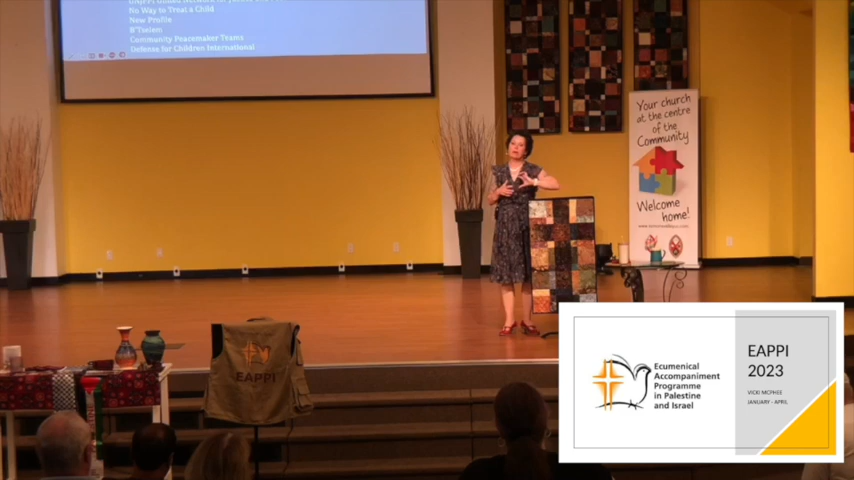 No Way to Treat a Child
New Profile
B'Tselem
Community Peacemaker Teams
Defense for Children International
Your church
at the centre
of the
Community
Welcome
home!
EAPPI
Ecumenical
Accompaniment
Programme
in Palestine
and Israel
EAPPI
2023
VICKI MCPHEE
JANUARY - APRIL